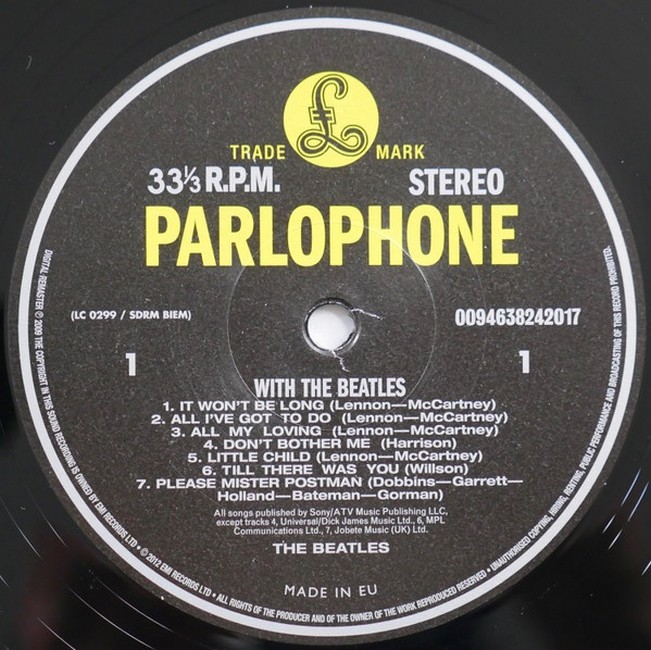 £
TRADE MARK
33⅓ R.P.M. STEREO
PARLOPHONE
(LC 0299 / SDRM BIEM) 0094638242017
1 1
WITH THE BEATLES
1. IT WON'T BE LONG (Lennon—McCartney)
2. ALL I'VE GOT TO DO (Lennon—McCartney)
3. ALL MY LOVING (Lennon—McCartney)
4. DON'T BOTHER ME (Harrison)
5. LITTLE CHILD (Lennon—McCartney)
6. TILL THERE WAS YOU (Willson)
7. PLEASE MISTER POSTMAN (Dobbins—Garrett—
Holland—Bateman—Gorman)
All songs published by Sony/ATV Music Publishing LLC,
except tracks 4, Universal/Dick James Music Ltd., 6, MPL
Communications Ltd., 7, Jobete Music (UK) Ltd.
THE BEATLES
MADE IN EU
DIGITAL REMASTER ℗ 2009 THE COPYRIGHT IN THIS SOUND RECORDING IS OWNED BY EMI RECORDS LTD • © 2012 EMI RECORDS LTD • ALL RIGHTS OF THE PRODUCER AND OF THE OWNER OF THE WORK REPRODUCED RESERVED • UNAUTHORISED COPYING, HIRING, RENTING, PUBLIC PERFORMANCE AND BROADCASTING OF THIS RECORD PROHIBITED.